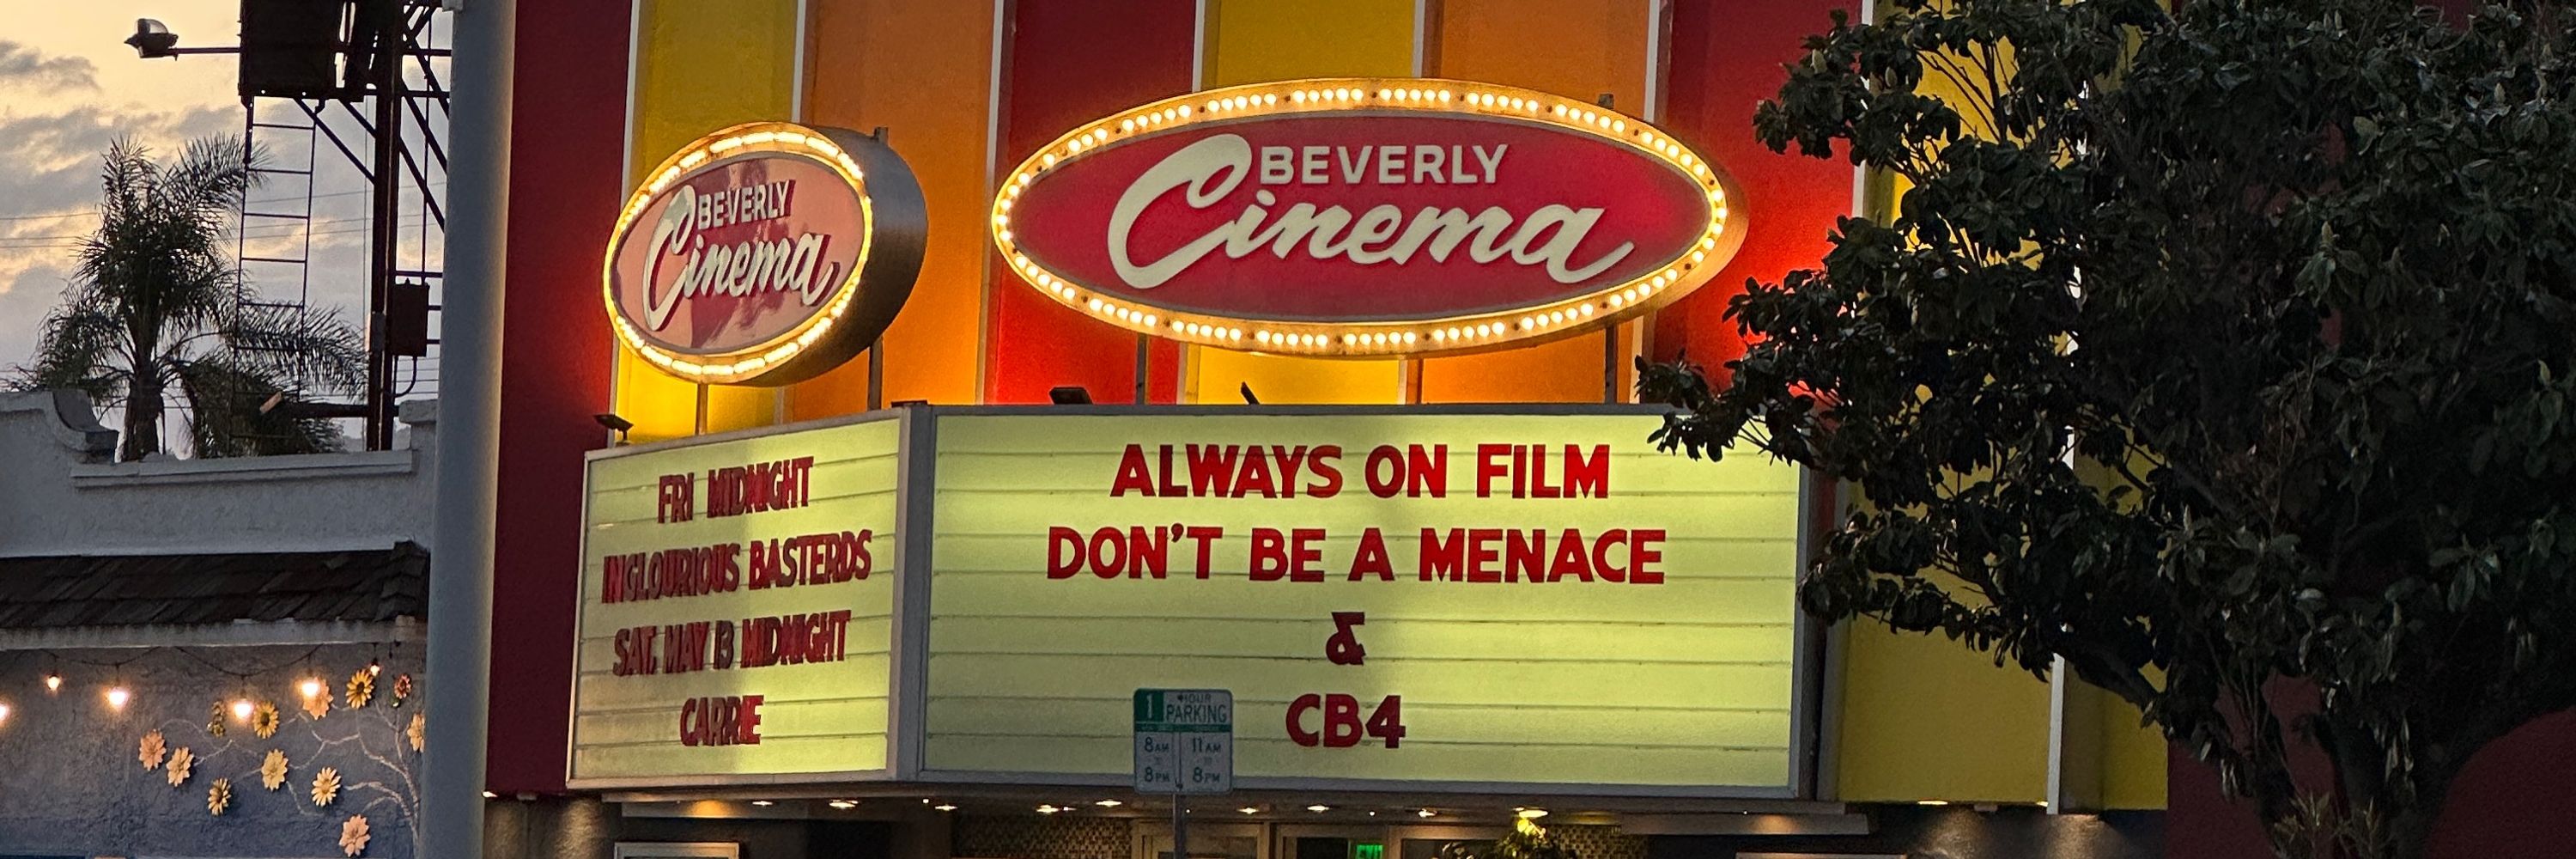 BEVERLY
Cinema
BEVERLY
Cinema
FRI MIDNIGHT
INGLOURIOUS BASTERDS
SAT. MAY 13 MIDNIGHT
CARRIE
ALWAYS ON FILM
DON'T BE A MENACE
&
CB4
1 HOUR
PARKING
8AM 11AM
TO TO
8PM 8PM
EXIT